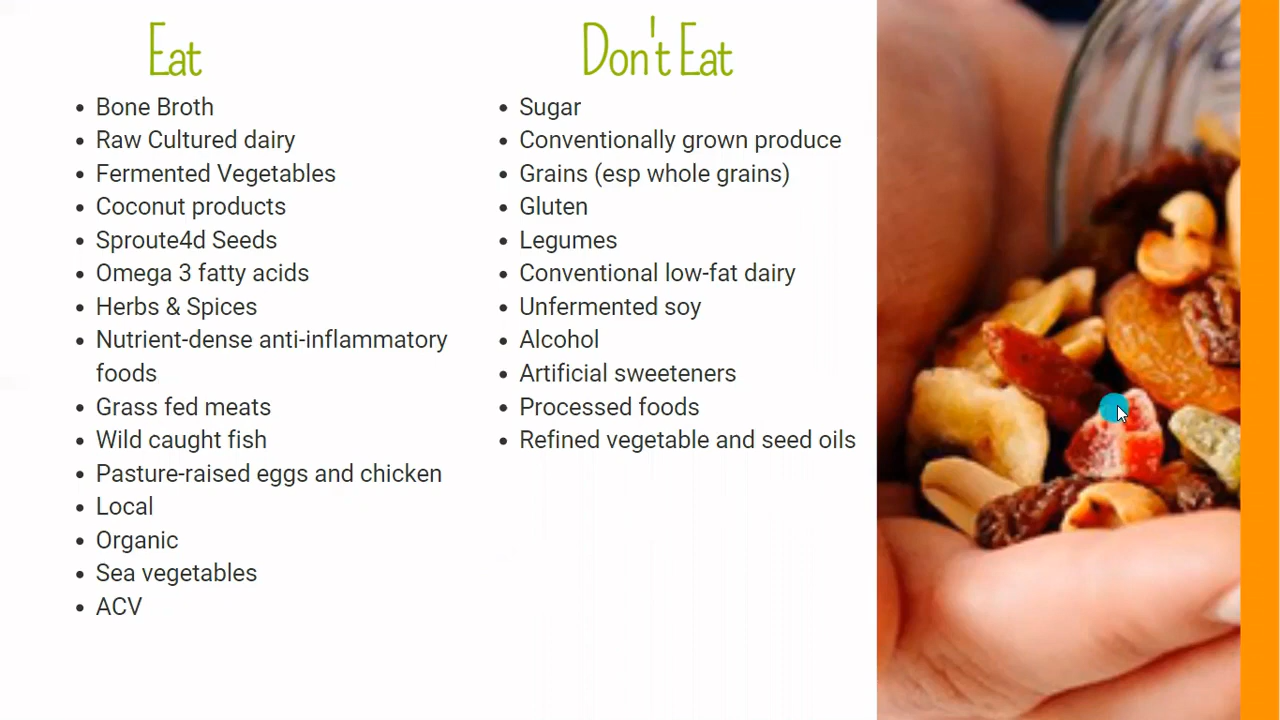 Eat
Bone Broth
Raw Cultured dairy
Fermented Vegetables
Coconut products
Sproute4d Seeds
Omega 3 fatty acids
Herbs & Spices
Nutrient-dense anti-inflammatory
foods
Grass fed meats
Wild caught fish
Pasture-raised eggs and chicken
Local
Organic
Sea vegetables
ACV
Don't Eat
Sugar
Conventionally grown produce
Grains (esp whole grains)
Gluten
Legumes
Conventional low-fat dairy
Unfermented soy
Alcohol
Artificial sweeteners
Processed foods
Refined vegetable and seed oils